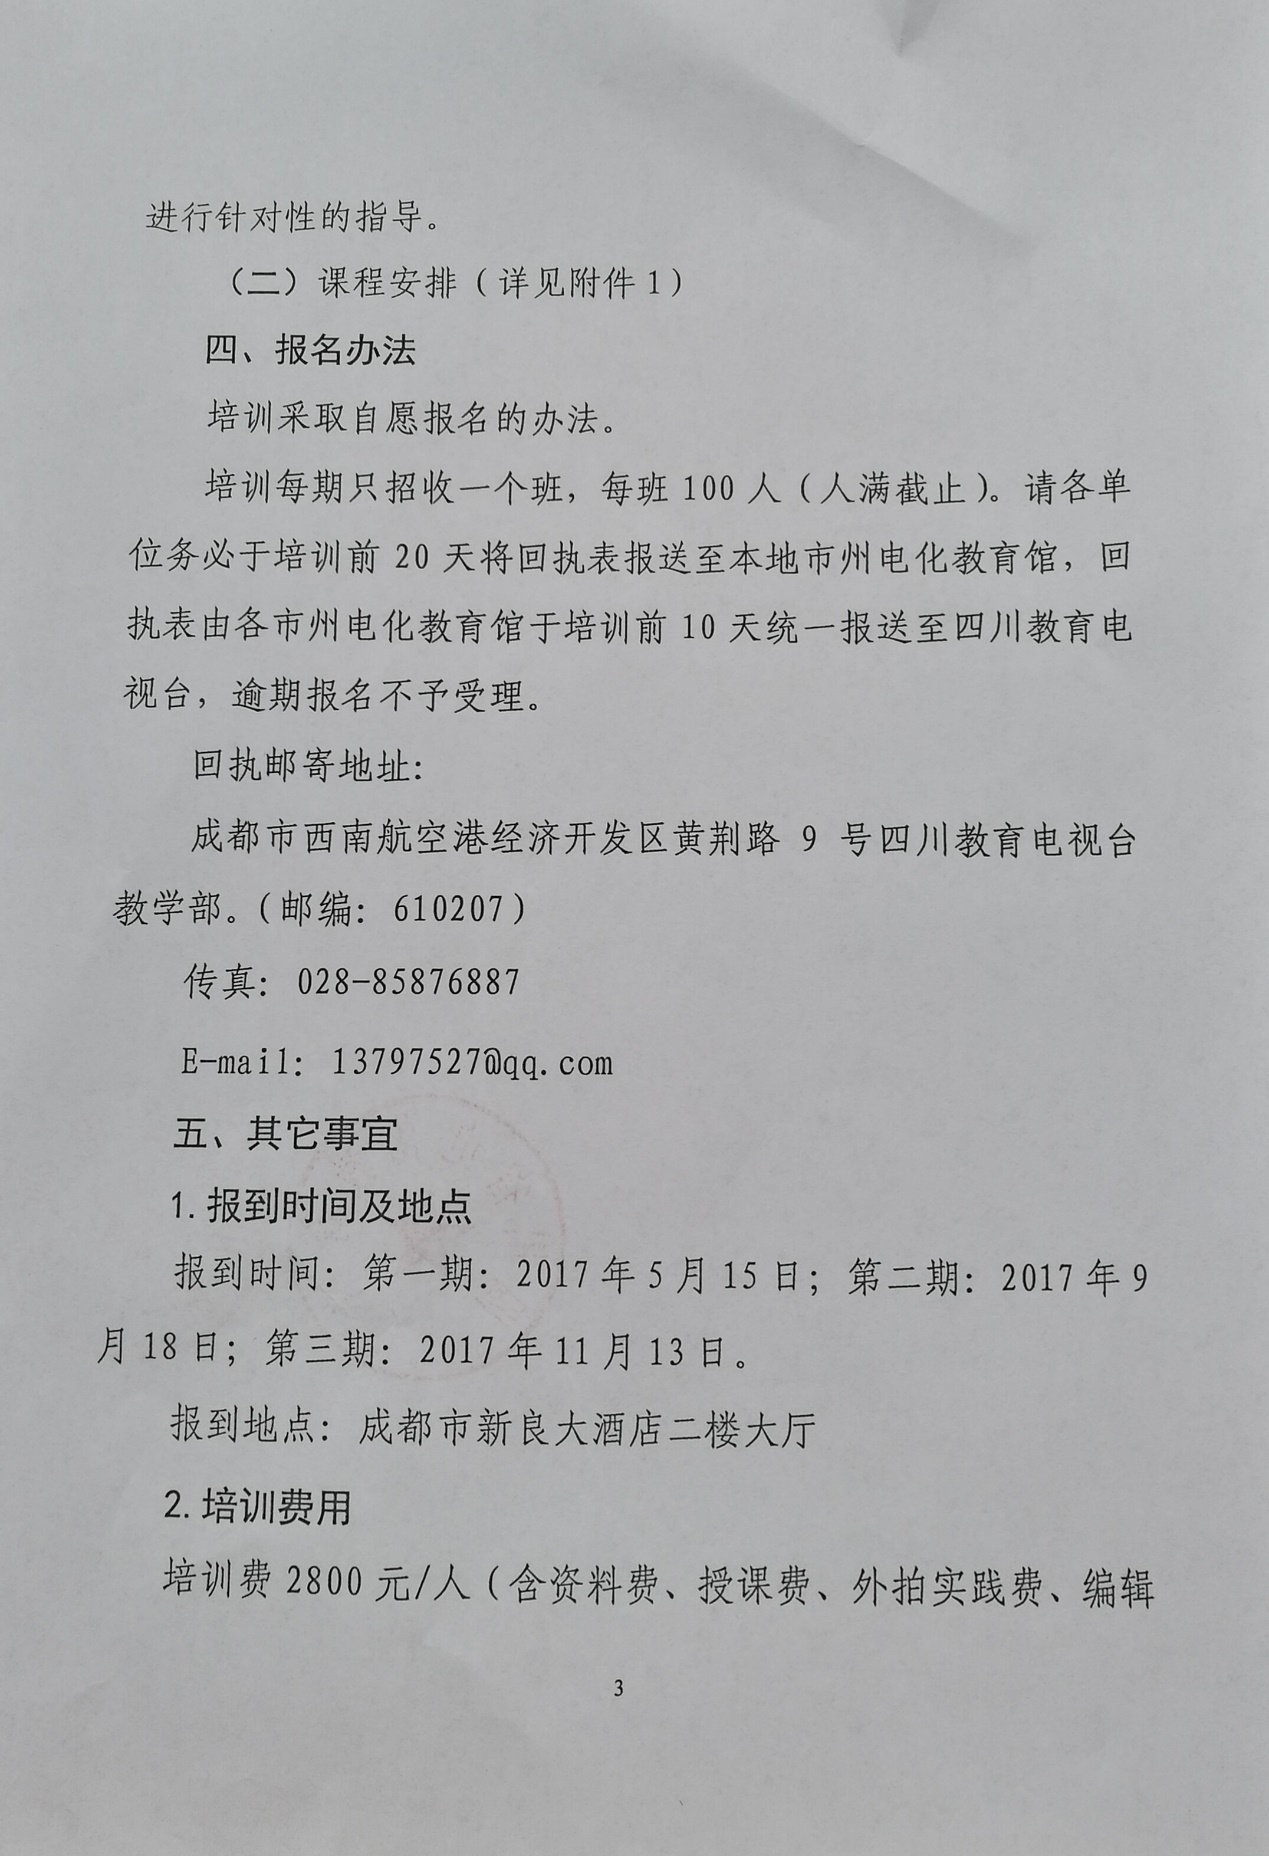 进行针对性的指导。
（二）课程安排（详见附件1）
四、报名办法
培训采取自愿报名的办法。
培训每期只招收一个班，每班100人（人满截止）。请各单
位务必于培训前20天将回执表报送至本地市州电化教育馆，回
执表由各市州电化教育馆于培训前10天统一报送至四川教育电
视台，逾期报名不予受理。
回执邮寄地址：
成都市西南航空港经济开发区黄荆路 9 号四川教育电视台
教学部。（邮编：610207）
传真：028-85876887
E-mail：13797527@qq.com
五、其它事宜
1.报到时间及地点
报到时间：第一期：2017年5月15日；第二期：2017年9
月18日；第三期：2017年11月13日。
报到地点：成都市新良大酒店二楼大厅
2.培训费用
培训费2800元/人（含资料费、授课费、外拍实践费、编辑
3